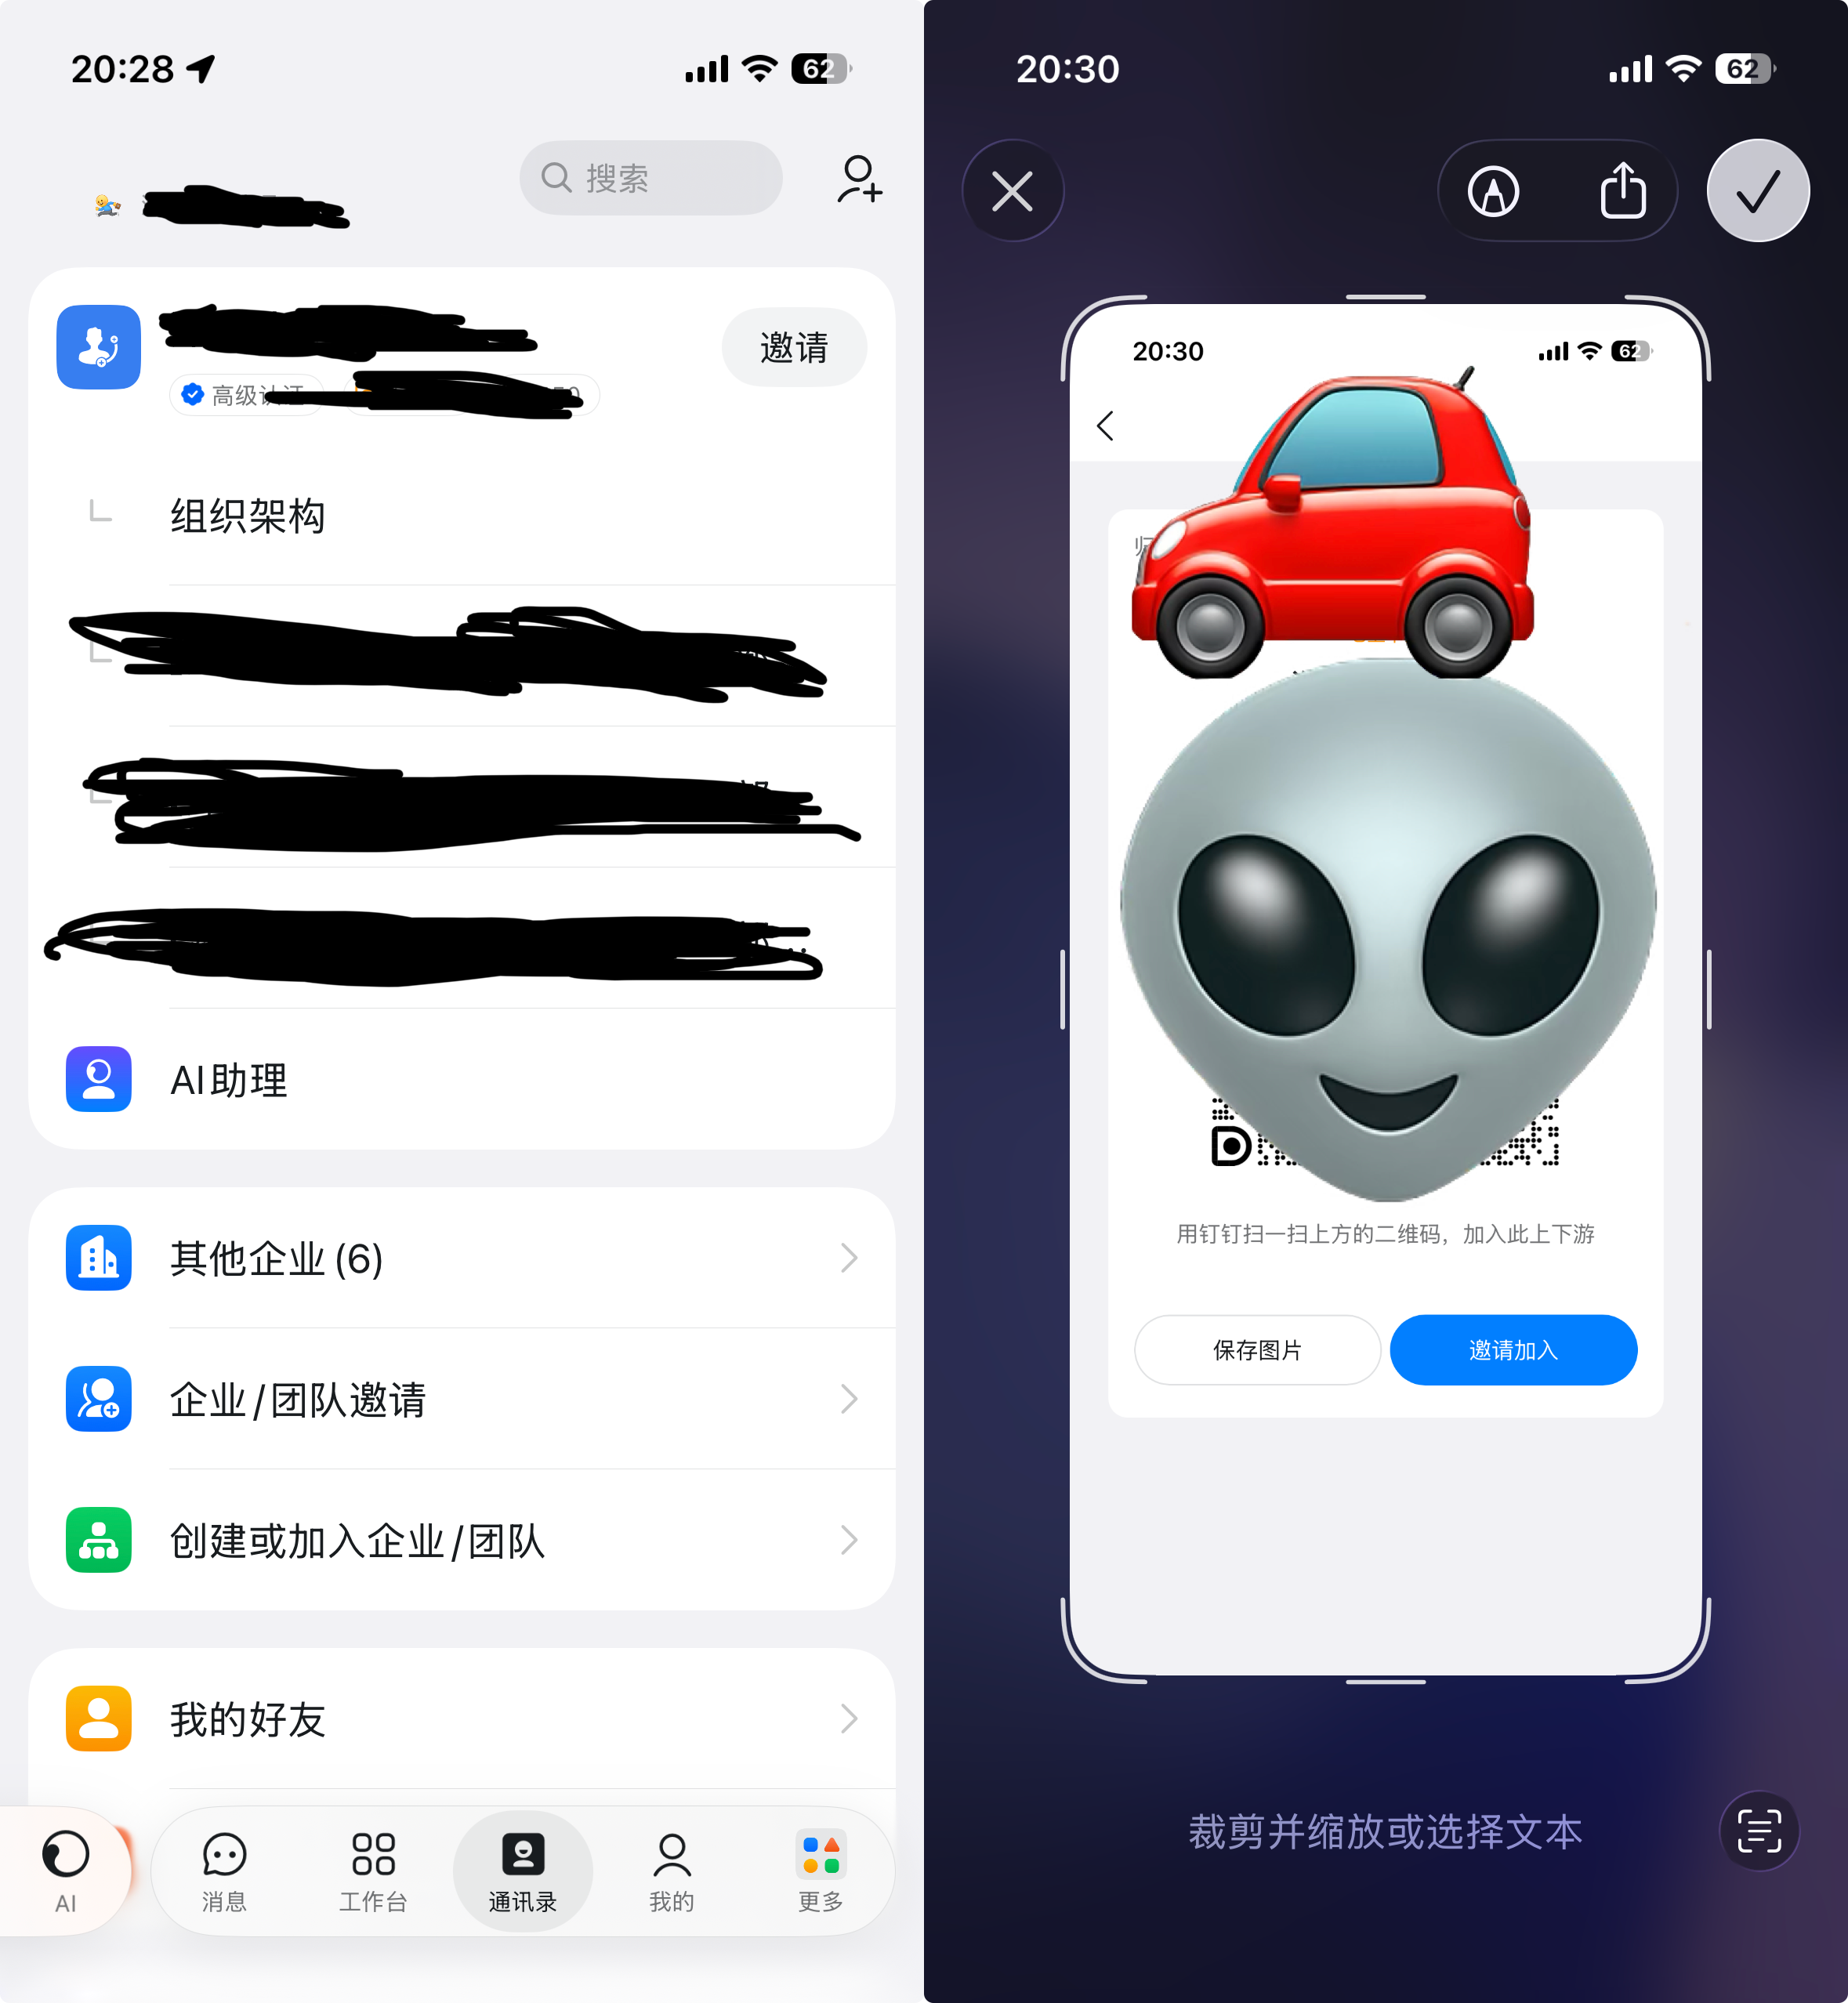 20:28
62
搜索
邀请
高级认证
组织架构
AI助理
其他企业(6)
企业/团队邀请
创建或加入企业/团队
我的好友
AI
消息
工作台
通讯录
我的
更多
20:30
62
20:30
62
归
用钉钉扫一扫上方的二维码，加入此上下游
保存图片
邀请加入
裁剪并缩放或选择文本